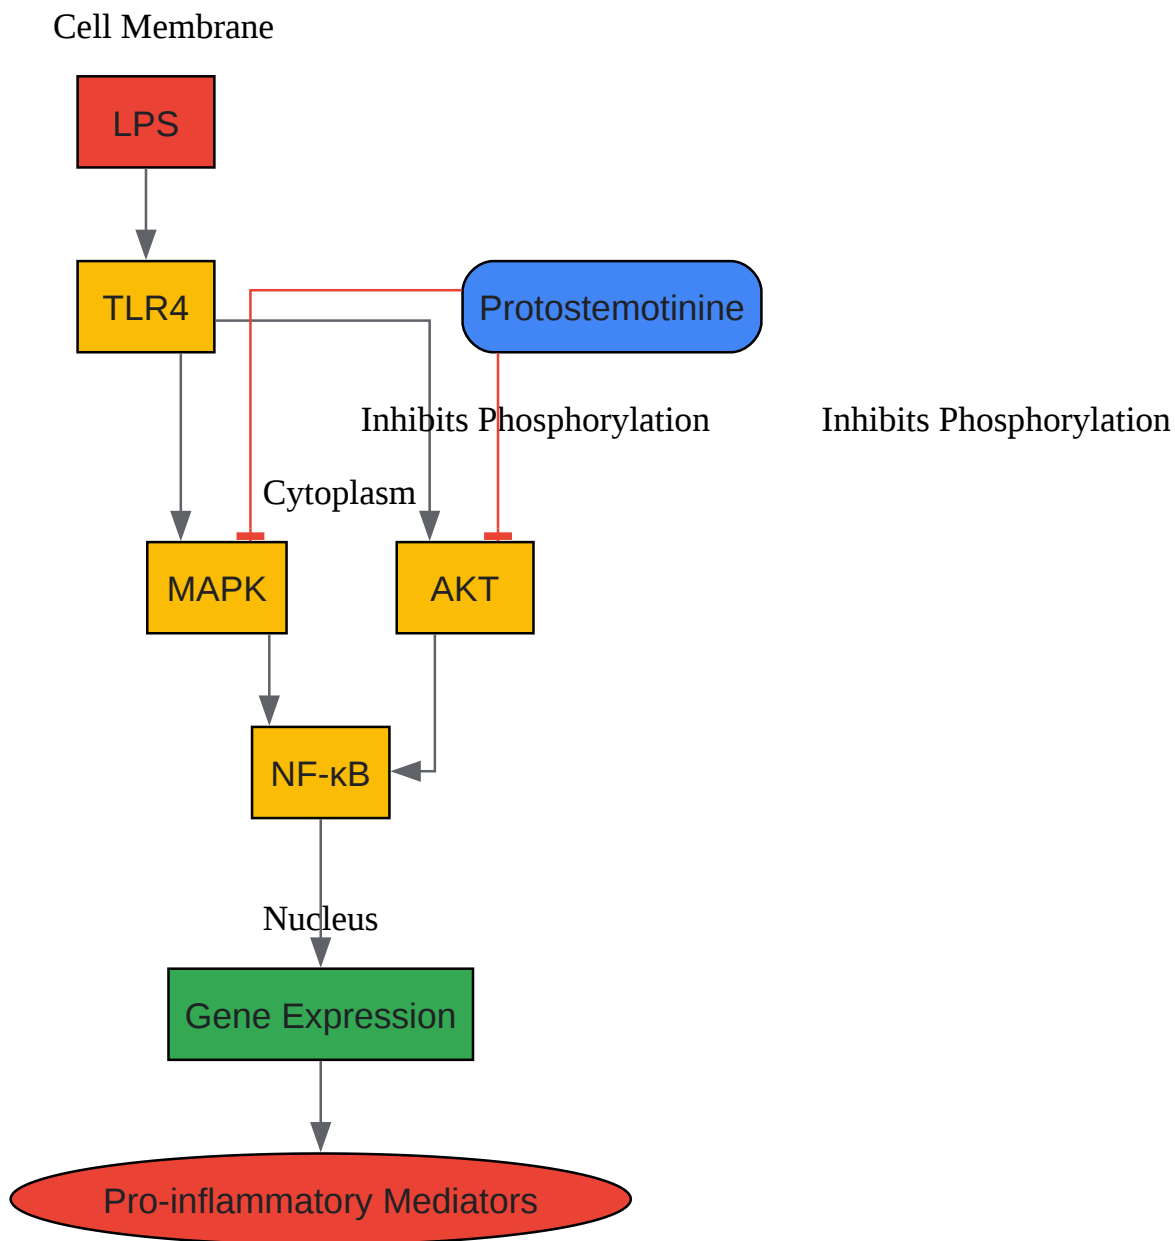 Cell Membrane
LPS
TLR4
Protostemotinine
Inhibits Phosphorylation
Inhibits Phosphorylation
Cytoplasm
MAPK
AKT
NF-κB
Nucleus
Gene Expression
Pro-inflammatory Mediators